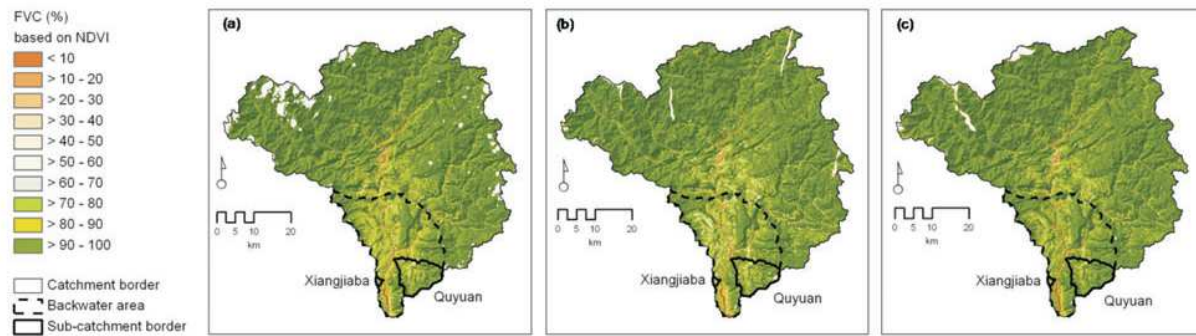 FVC (%)
based on NDVI
< 10
> 10 - 20
> 20 - 30
> 30 - 40
> 40 - 50
> 50 - 60
> 60 - 70
> 70 - 80
> 80 - 90
> 90 - 100
Catchment border
Backwater area
Sub-catchment border
(a)
0 5 10 20
km
Xiangjiaba
Quyuan
(b)
0 5 10 20
km
Xiangjiaba
Quyuan
(c)
0 5 10 20
km
Xiangjiaba
Quyuan